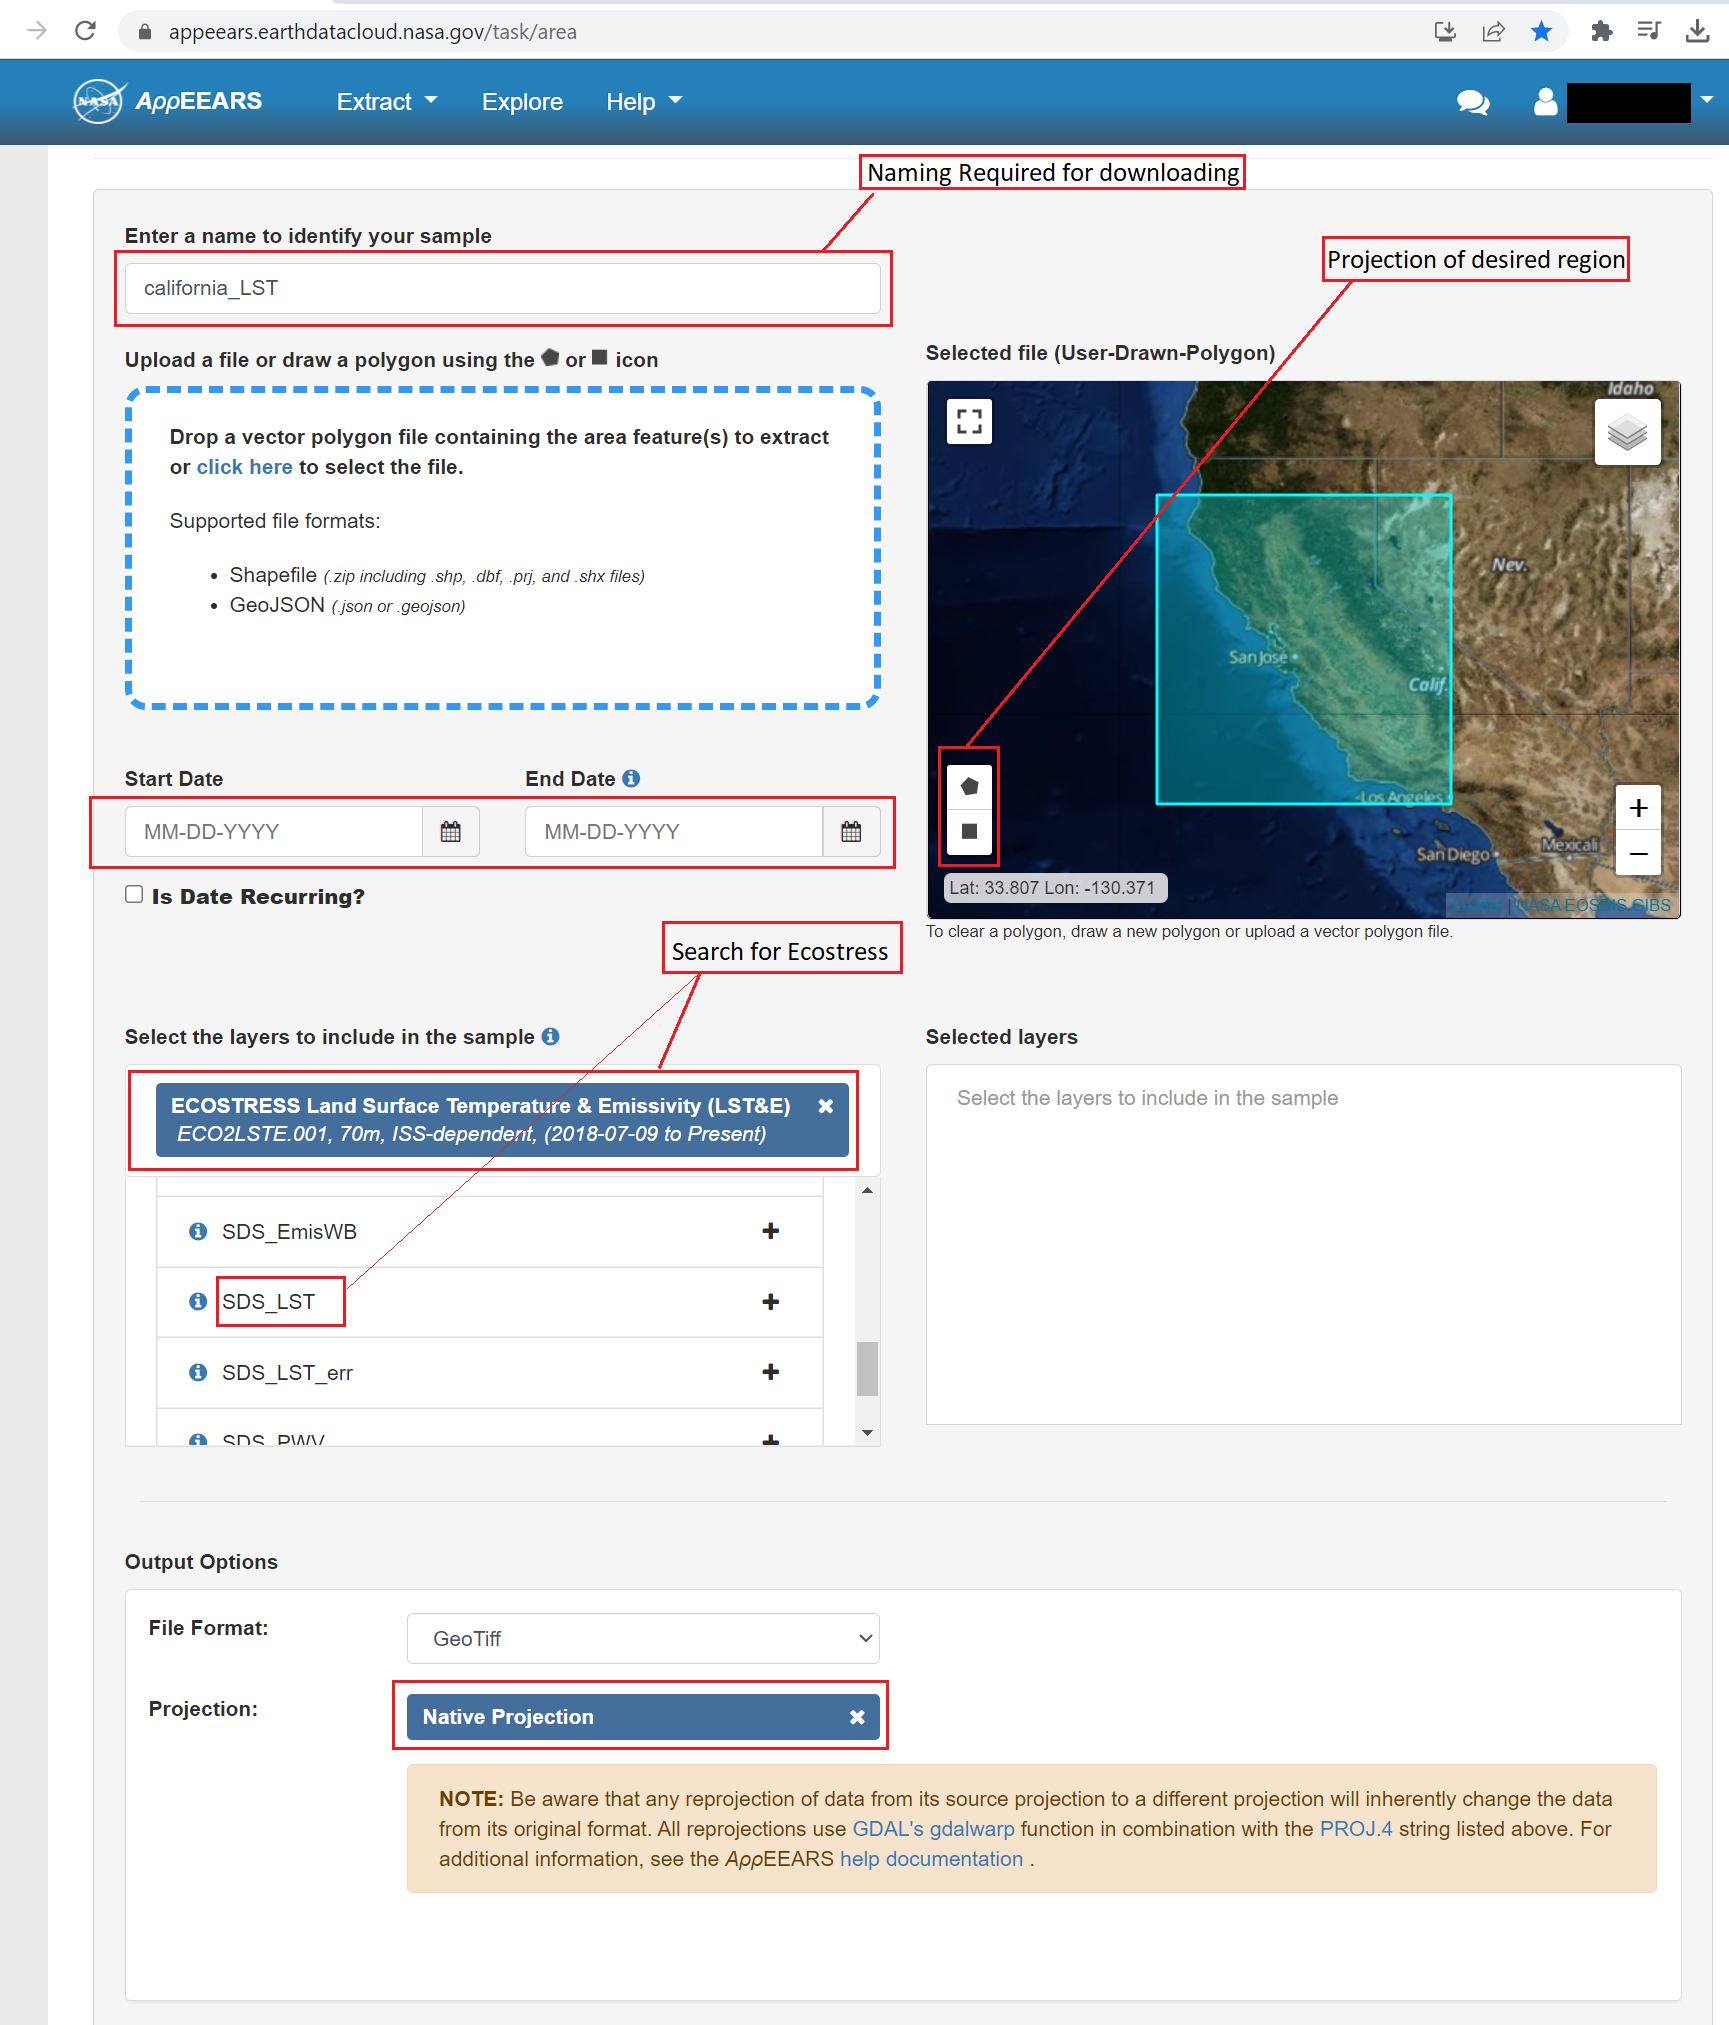 appeears.earthdatacloud.nasa.gov/task/area
NASA
AppEEARS
Extract
Explore
Help
Naming Required for downloading
Enter a name to identify your sample
california_LST
Projection of desired region
Upload a file or draw a polygon using the or icon
Selected file (User-Drawn-Polygon)
Drop a vector polygon file containing the area feature(s) to extract
or click here to select the file.
Supported file formats:
• Shapefile (.zip including .shp, .dbf, .prj, and .shx files)
• GeoJSON (.json or .geojson)
Idaho
Nev.
San Jose
Calif.
Los Angeles
San Diego
Mexicali
+
−
Lat: 33.807 Lon: -130.371
Leaflet | NASA EOSDIS GIBS
To clear a polygon, draw a new polygon or upload a vector polygon file.
Start Date
End Date
MM-DD-YYYY
MM-DD-YYYY
Is Date Recurring?
Search for Ecostress
Select the layers to include in the sample
Selected layers
ECOSTRESS Land Surface Temperature & Emissivity (LST&E)
ECO2LSTE.001, 70m, ISS-dependent, (2018-07-09 to Present)
Select the layers to include in the sample
SDS_EmisWB
SDS_LST
SDS_LST_err
SDS_PWV
Output Options
File Format:
GeoTiff
Projection:
Native Projection
NOTE: Be aware that any reprojection of data from its source projection to a different projection will inherently change the data
from its original format. All reprojections use GDAL's gdalwarp function in combination with the PROJ.4 string listed above. For
additional information, see the AppEEARS help documentation .